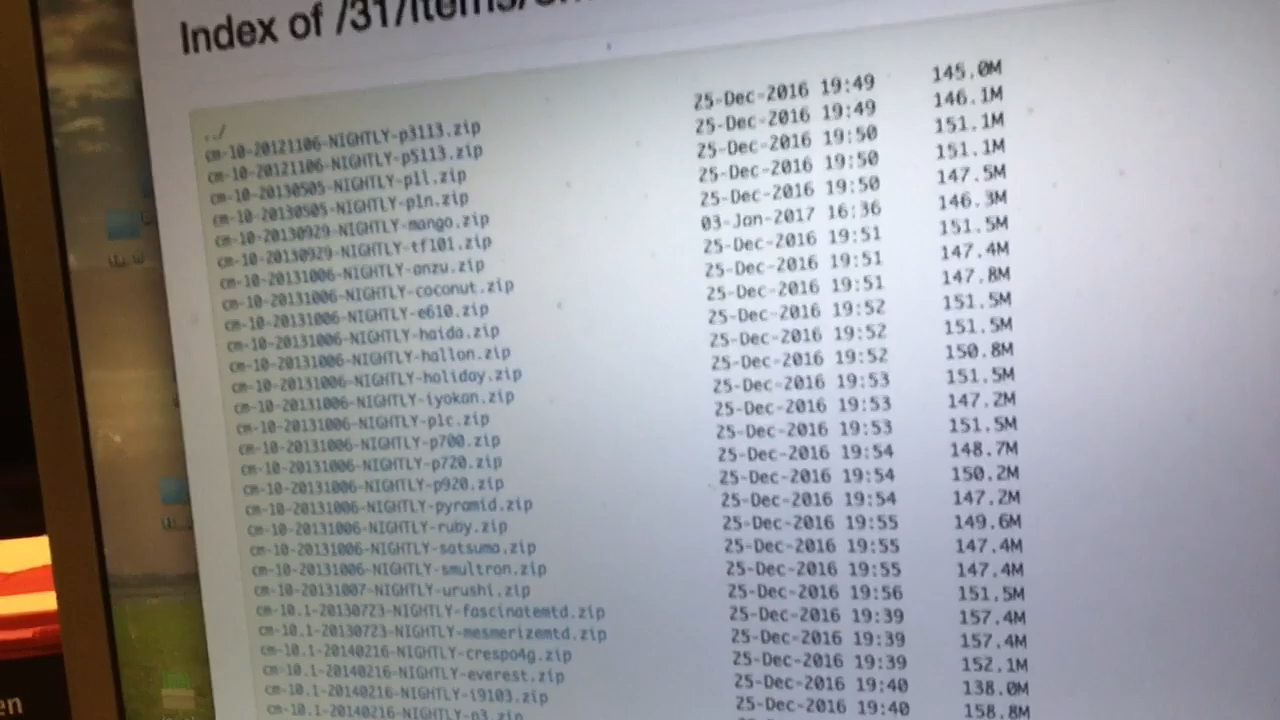 Index of /31/items/
../
cm-10-20121106-NIGHTLY-p3113.zip 25-Dec-2016 19:49 145.0M
cm-10-20121106-NIGHTLY-p5113.zip 25-Dec-2016 19:49 146.1M
cm-10-20130505-NIGHTLY-p1l.zip 25-Dec-2016 19:50 151.1M
cm-10-20130505-NIGHTLY-p1n.zip 25-Dec-2016 19:50 151.1M
cm-10-20130929-NIGHTLY-mango.zip 25-Dec-2016 19:50 147.5M
cm-10-20130929-NIGHTLY-tf101.zip 03-Jan-2017 16:36 146.3M
cm-10-20131006-NIGHTLY-anzu.zip 25-Dec-2016 19:51 151.5M
cm-10-20131006-NIGHTLY-coconut.zip 25-Dec-2016 19:51 147.4M
cm-10-20131006-NIGHTLY-e610.zip 25-Dec-2016 19:51 147.8M
cm-10-20131006-NIGHTLY-haida.zip 25-Dec-2016 19:52 151.5M
cm-10-20131006-NIGHTLY-hallon.zip 25-Dec-2016 19:52 151.5M
cm-10-20131006-NIGHTLY-holiday.zip 25-Dec-2016 19:52 150.8M
cm-10-20131006-NIGHTLY-iyokan.zip 25-Dec-2016 19:53 151.5M
cm-10-20131006-NIGHTLY-p1c.zip 25-Dec-2016 19:53 147.2M
cm-10-20131006-NIGHTLY-p700.zip 25-Dec-2016 19:53 151.5M
cm-10-20131006-NIGHTLY-p720.zip 25-Dec-2016 19:54 148.7M
cm-10-20131006-NIGHTLY-p920.zip 25-Dec-2016 19:54 150.2M
cm-10-20131006-NIGHTLY-pyramid.zip 25-Dec-2016 19:54 147.2M
cm-10-20131006-NIGHTLY-ruby.zip 25-Dec-2016 19:55 149.6M
cm-10-20131006-NIGHTLY-satsuma.zip 25-Dec-2016 19:55 147.4M
cm-10-20131006-NIGHTLY-smultron.zip 25-Dec-2016 19:55 147.4M
cm-10-20131007-NIGHTLY-urushi.zip 25-Dec-2016 19:56 151.5M
cm-10.1-20130723-NIGHTLY-fascinatemtd.zip 25-Dec-2016 19:39 157.4M
cm-10.1-20130723-NIGHTLY-mesmerizemtd.zip 25-Dec-2016 19:39 157.4M
cm-10.1-20140216-NIGHTLY-crespo4g.zip 25-Dec-2016 19:39 152.1M
cm-10.1-20140216-NIGHTLY-everest.zip 25-Dec-2016 19:40 138.0M
cm-10.1-20140216-NIGHTLY-i9103.zip 25-Dec-2016 19:40 158.8M
cm-10.1-20140216-NIGHTLY-p3.zip
en